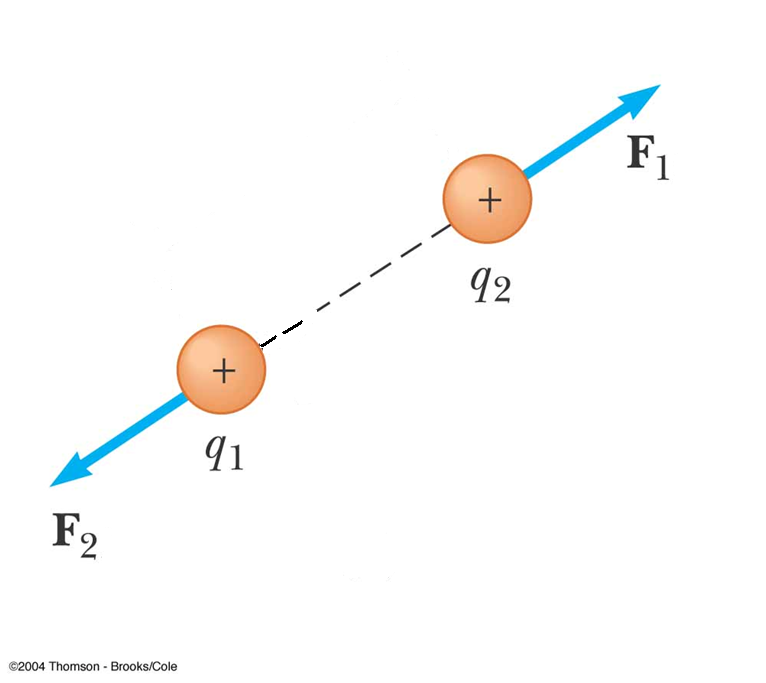 +
F₁
q₂
+
q₁
F₂
©2004 Thomson - Brooks/Cole